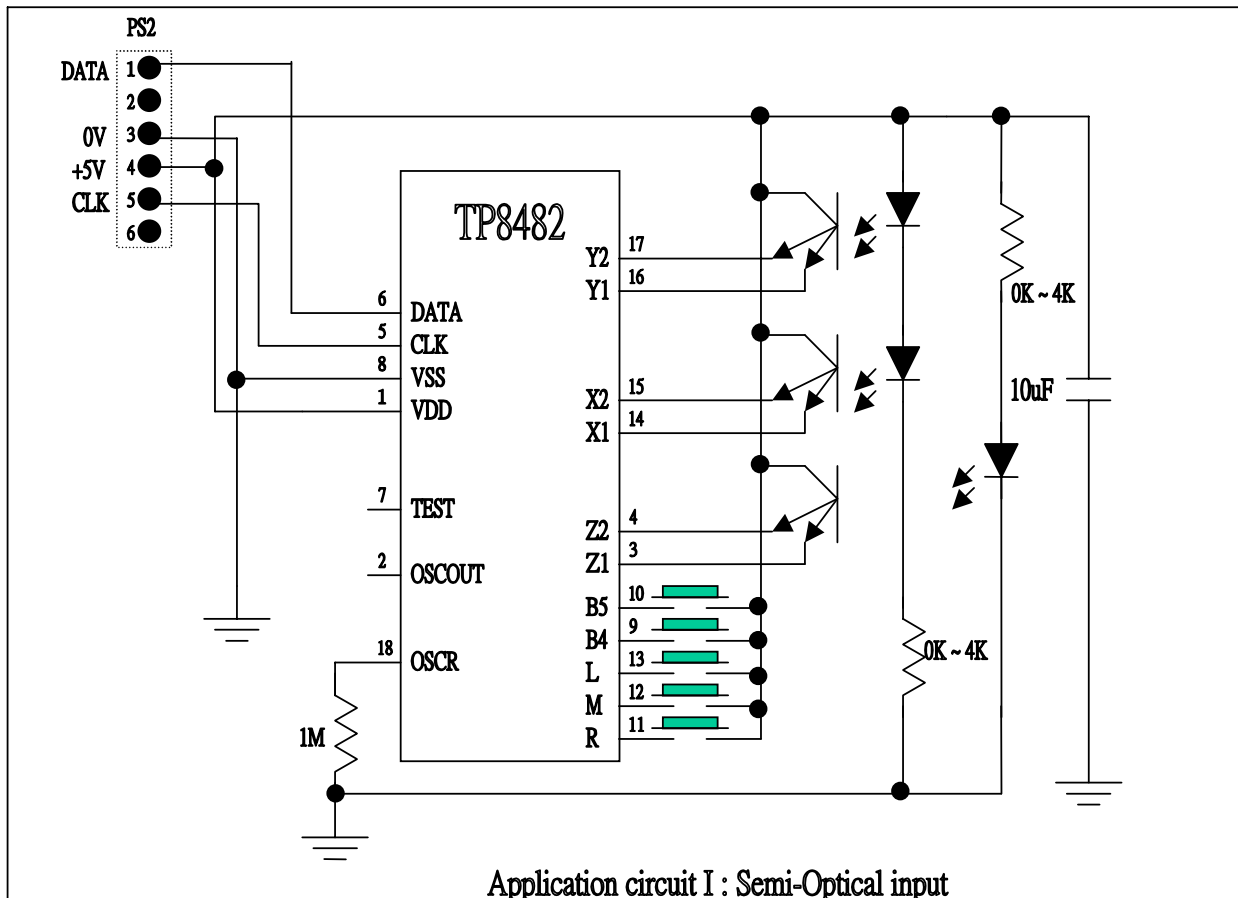 PS2
DATA 1
2
0V 3
+5V 4
CLK 5
6
TP8482
6 DATA
5 CLK
8 VSS
1 VDD
7 TEST
2 OSCOUT
18 OSCR
1M
Y2 17
Y1 16
X2 15
X1 14
Z2 4
Z1 3
B5 10
B4 9
L 13
M 12
R 11
0K ~ 4K
10uF
0K ~ 4K
Application circuit I : Semi-Optical input